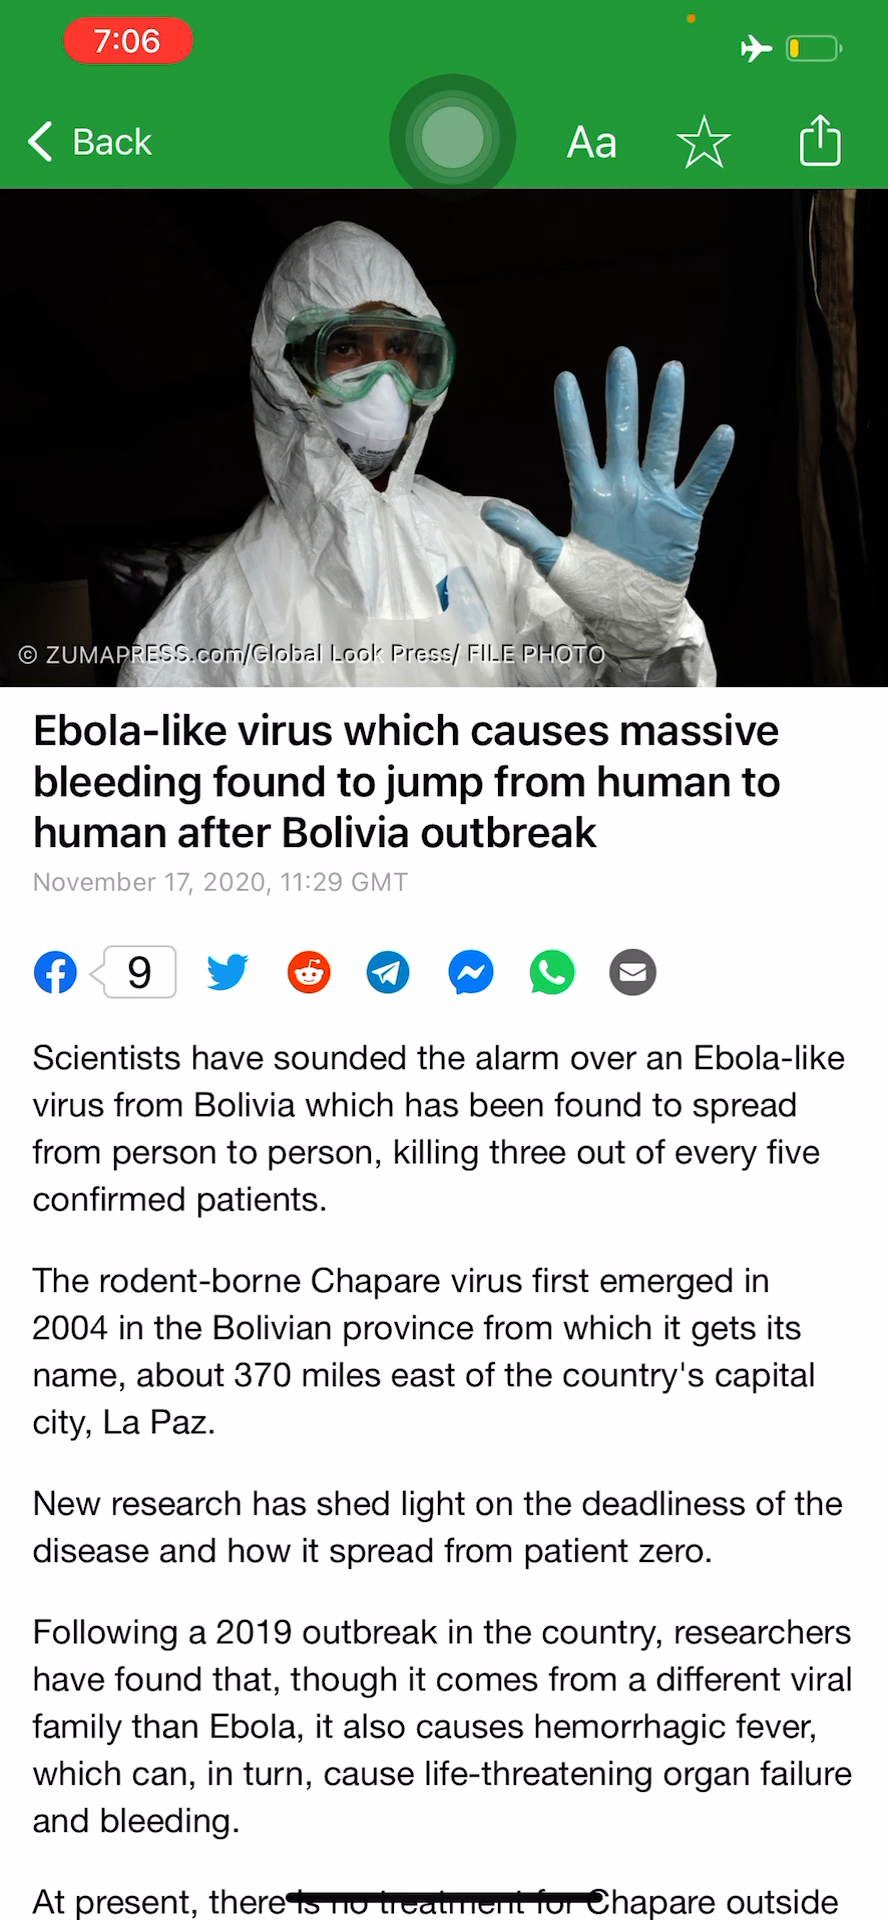 7:06
Back
Aa
© ZUMAPRESS.com/Global Look Press/ FILE PHOTO
Ebola-like virus which causes massive
bleeding found to jump from human to
human after Bolivia outbreak
November 17, 2020, 11:29 GMT
9
Scientists have sounded the alarm over an Ebola-like
virus from Bolivia which has been found to spread
from person to person, killing three out of every five
confirmed patients.
The rodent-borne Chapare virus first emerged in
2004 in the Bolivian province from which it gets its
name, about 370 miles east of the country's capital
city, La Paz.
New research has shed light on the deadliness of the
disease and how it spread from patient zero.
Following a 2019 outbreak in the country, researchers
have found that, though it comes from a different viral
family than Ebola, it also causes hemorrhagic fever,
which can, in turn, cause life-threatening organ failure
and bleeding.
At present, there is no treatment for Chapare outside